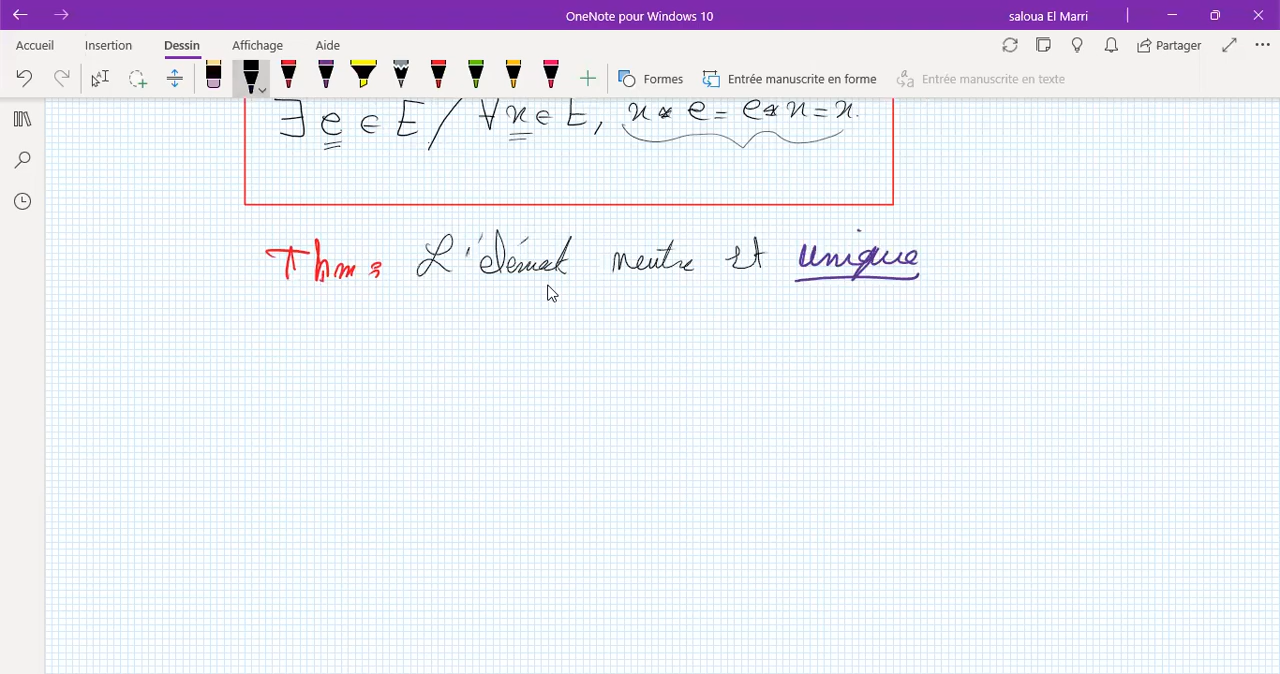 OneNote pour Windows 10
saloua El Marri
Accueil Insertion Dessin Affichage Aide
Partager
Formes Entrée manuscrite en forme Entrée manuscrite en texte
∃ e ∈ E / ∀ x ∈ E, x * e = e * x = x.
Thm : L'élément neutre est unique